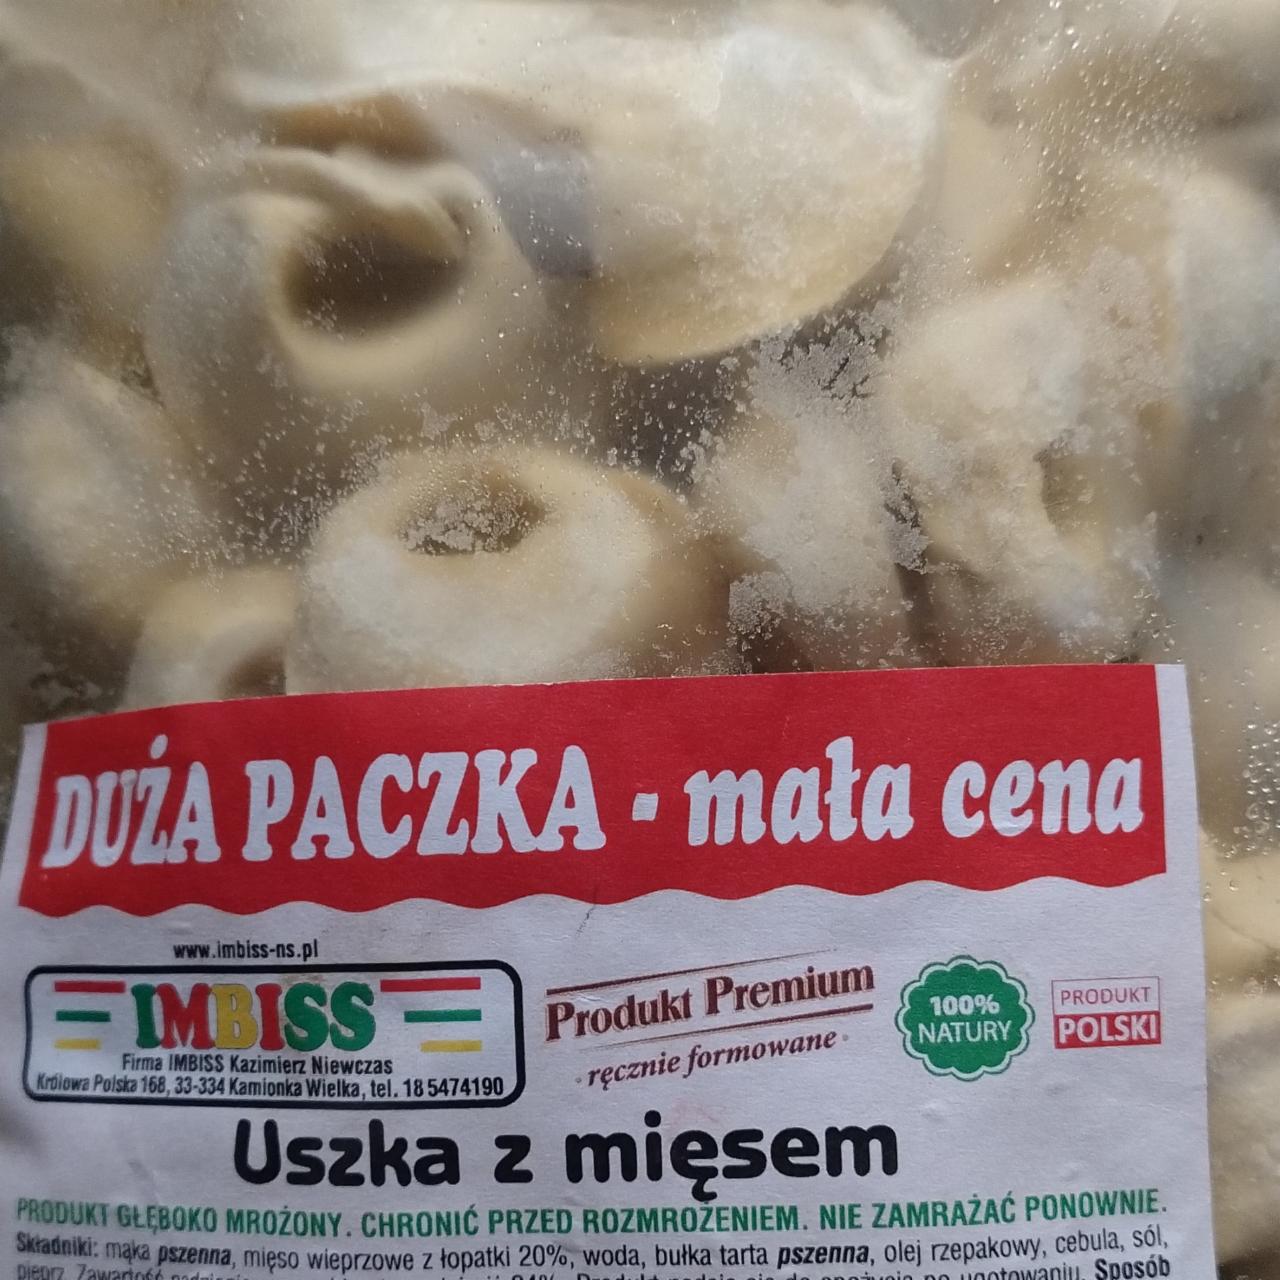 DUŻA PACZKA - mała cena
www.imbiss-ns.pl
IMBISS
Firma IMBISS Kazimierz Niewczas
Królowa Polska 168, 33-334 Kamionka Wielka, tel. 18 5474190
Produkt Premium
• ręcznie formowane •
100%
NATURY
PRODUKT
POLSKI
Uszka z mięsem
PRODUKT GŁĘBOKO MROŻONY. CHRONIĆ PRZED ROZMROŻENIEM. NIE ZAMRAŻAĆ PONOWNIE.
Składniki: mąka pszenna, mięso wieprzowe z łopatki 20%, woda, bułka tarta pszenna, olej rzepakowy, cebula, sól,
pieprz. Zawartość Sposób